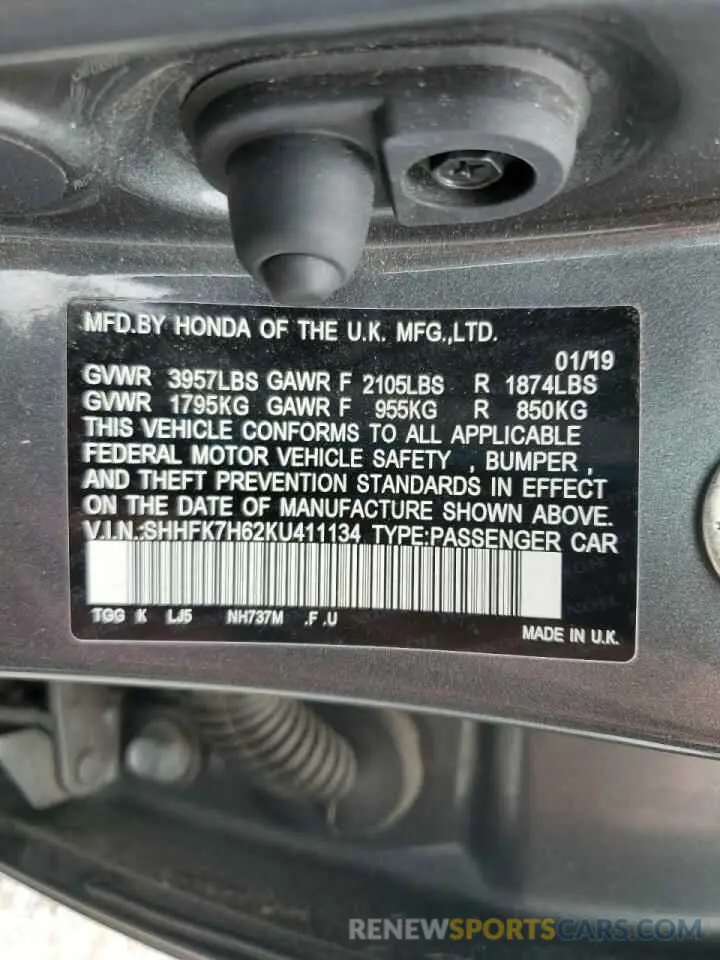 MFD.BY HONDA OF THE U.K. MFG.,LTD.
01/19
GVWR 3957LBS GAWR F 2105LBS R 1874LBS
GVWR 1795KG GAWR F 955KG R 850KG
THIS VEHICLE CONFORMS TO ALL APPLICABLE
FEDERAL MOTOR VEHICLE SAFETY , BUMPER ,
AND THEFT PREVENTION STANDARDS IN EFFECT
ON THE DATE OF MANUFACTURE SHOWN ABOVE.
V.I.N.:SHHFK7H62KU411134 TYPE:PASSENGER CAR
TGG K LJ5 NH737M .F .U
MADE IN U.K.
RENEWSPORTSCARS.COM